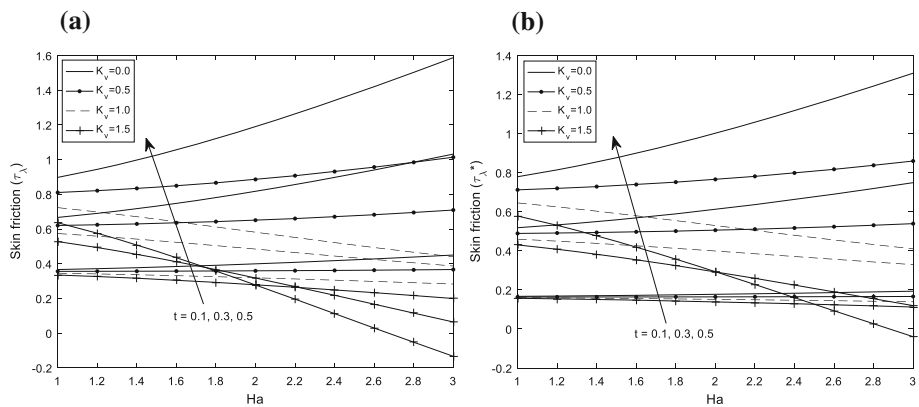 (a)
Skin friction (τλ)
1.6
1.4
1.2
1
0.8
0.6
0.4
0.2
0
-0.2
Kv=0.0
Kv=0.5
Kv=1.0
Kv=1.5
t = 0.1, 0.3, 0.5
1 1.2 1.4 1.6 1.8 2 2.2 2.4 2.6 2.8 3
Ha
(b)
Skin friction (τλ*)
1.4
1.2
1
0.8
0.6
0.4
0.2
0
-0.2
Kv=0.0
Kv=0.5
Kv=1.0
Kv=1.5
t = 0.1, 0.3, 0.5
1 1.2 1.4 1.6 1.8 2 2.2 2.4 2.6 2.8 3
Ha